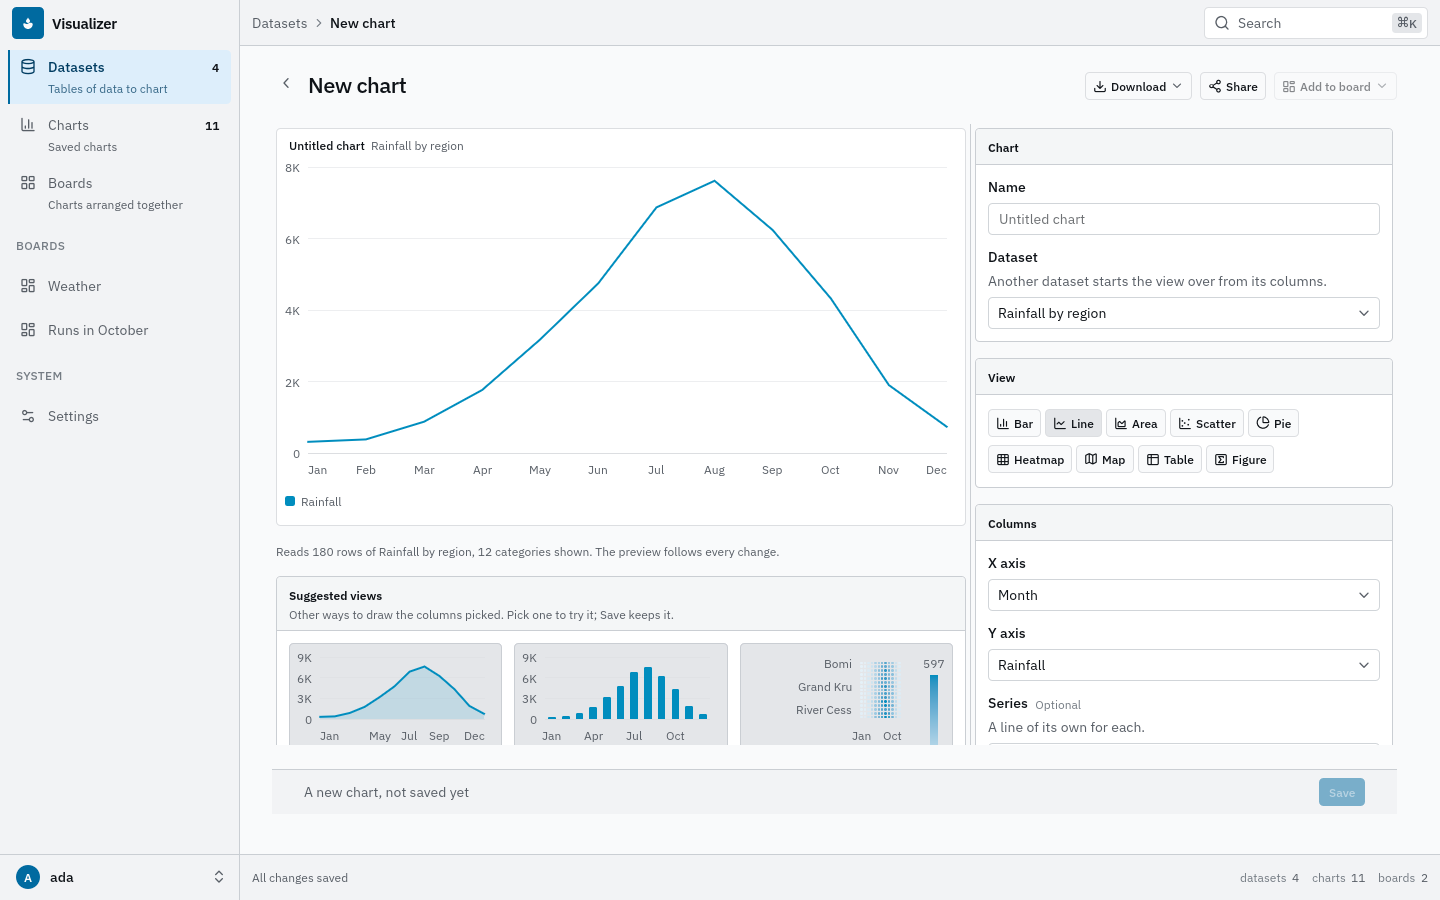 Visualizer
Datasets 4
Tables of data to chart
Charts 11
Saved charts
Boards
Charts arranged together
BOARDS
Weather
Runs in October
SYSTEM
Settings
A ada
Datasets > New chart
Search ⌘K
New chart
Download
Share
Add to board
Untitled chart Rainfall by region
8K
6K
4K
2K
0
Jan Feb Mar Apr May Jun Jul Aug Sep Oct Nov Dec
Rainfall
Reads 180 rows of Rainfall by region, 12 categories shown. The preview follows every change.
Suggested views
Other ways to draw the columns picked. Pick one to try it; Save keeps it.
9K
6K
3K
0
Jan May Jul Sep Dec
9K
6K
3K
0
Jan Apr Jul Oct
Bomi
Grand Kru
River Cess
Jan Oct
597
Chart
Name
Untitled chart
Dataset
Another dataset starts the view over from its columns.
Rainfall by region
View
Bar Line Area Scatter Pie
Heatmap Map Table Figure
Columns
X axis
Month
Y axis
Rainfall
Series Optional
A line of its own for each.
A new chart, not saved yet
Save
All changes saved
datasets 4 charts 11 boards 2